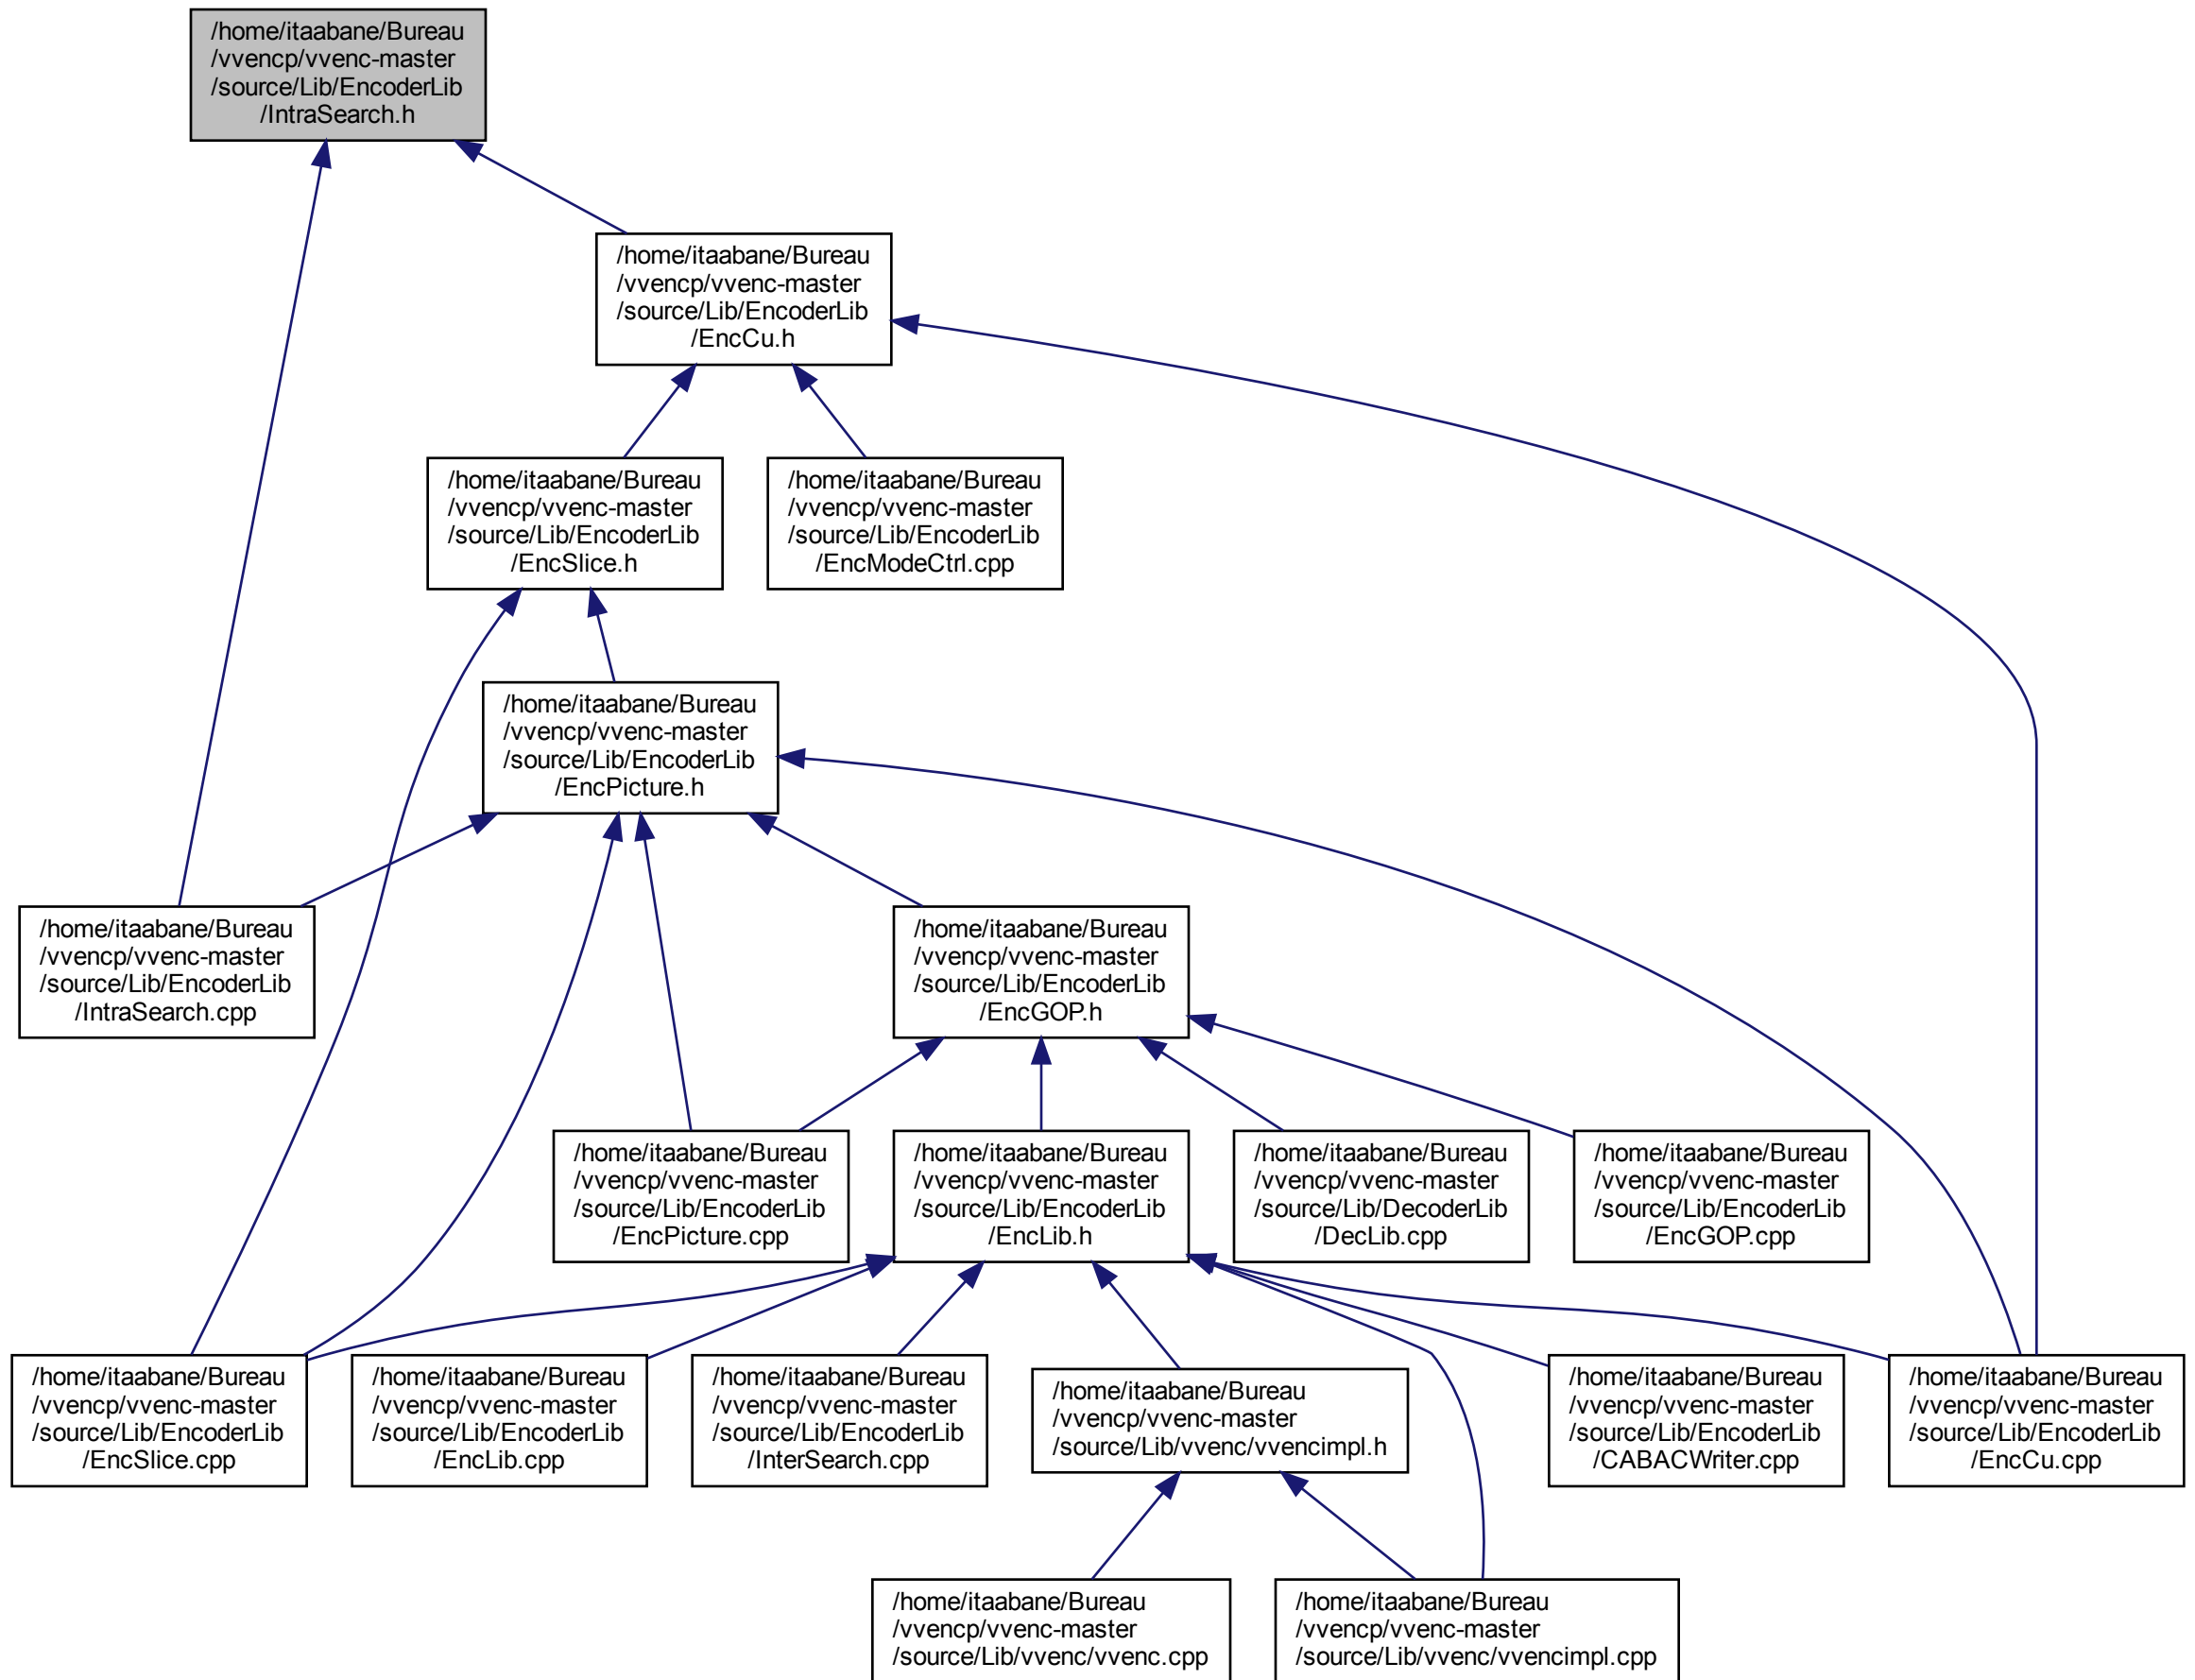 /home/itaabane/Bureau
/vvencp/vvenc-master
/source/Lib/EncoderLib
/IntraSearch.h
/home/itaabane/Bureau
/vvencp/vvenc-master
/source/Lib/EncoderLib
/EncCu.h
/home/itaabane/Bureau
/vvencp/vvenc-master
/source/Lib/EncoderLib
/EncSlice.h
/home/itaabane/Bureau
/vvencp/vvenc-master
/source/Lib/EncoderLib
/EncModeCtrl.cpp
/home/itaabane/Bureau
/vvencp/vvenc-master
/source/Lib/EncoderLib
/EncPicture.h
/home/itaabane/Bureau
/vvencp/vvenc-master
/source/Lib/EncoderLib
/IntraSearch.cpp
/home/itaabane/Bureau
/vvencp/vvenc-master
/source/Lib/EncoderLib
/EncGOP.h
/home/itaabane/Bureau
/vvencp/vvenc-master
/source/Lib/EncoderLib
/EncPicture.cpp
/home/itaabane/Bureau
/vvencp/vvenc-master
/source/Lib/EncoderLib
/EncLib.h
/home/itaabane/Bureau
/vvencp/vvenc-master
/source/Lib/DecoderLib
/DecLib.cpp
/home/itaabane/Bureau
/vvencp/vvenc-master
/source/Lib/EncoderLib
/EncGOP.cpp
/home/itaabane/Bureau
/vvencp/vvenc-master
/source/Lib/EncoderLib
/EncSlice.cpp
/home/itaabane/Bureau
/vvencp/vvenc-master
/source/Lib/EncoderLib
/EncLib.cpp
/home/itaabane/Bureau
/vvencp/vvenc-master
/source/Lib/EncoderLib
/InterSearch.cpp
/home/itaabane/Bureau
/vvencp/vvenc-master
/source/Lib/vvenc/vvencimpl.h
/home/itaabane/Bureau
/vvencp/vvenc-master
/source/Lib/EncoderLib
/CABACWriter.cpp
/home/itaabane/Bureau
/vvencp/vvenc-master
/source/Lib/EncoderLib
/EncCu.cpp
/home/itaabane/Bureau
/vvencp/vvenc-master
/source/Lib/vvenc/vvenc.cpp
/home/itaabane/Bureau
/vvencp/vvenc-master
/source/Lib/vvenc/vvencimpl.cpp